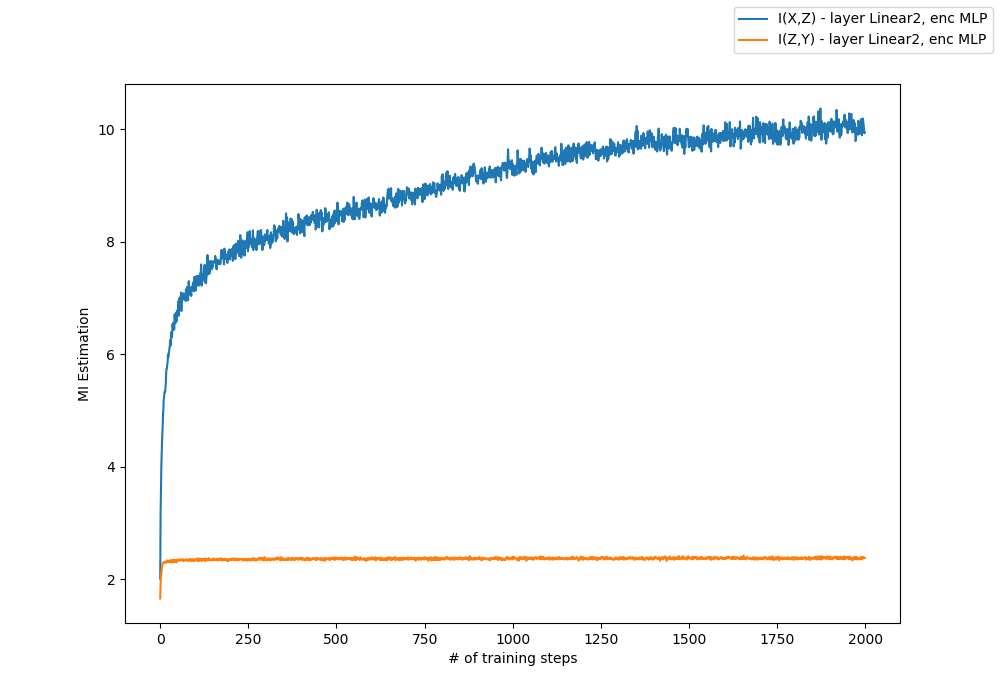 I(X,Z) - layer Linear2, enc MLP
I(Z,Y) - layer Linear2, enc MLP
10
8
6
4
2
MI Estimation
0 250 500 750 1000 1250 1500 1750 2000
# of training steps